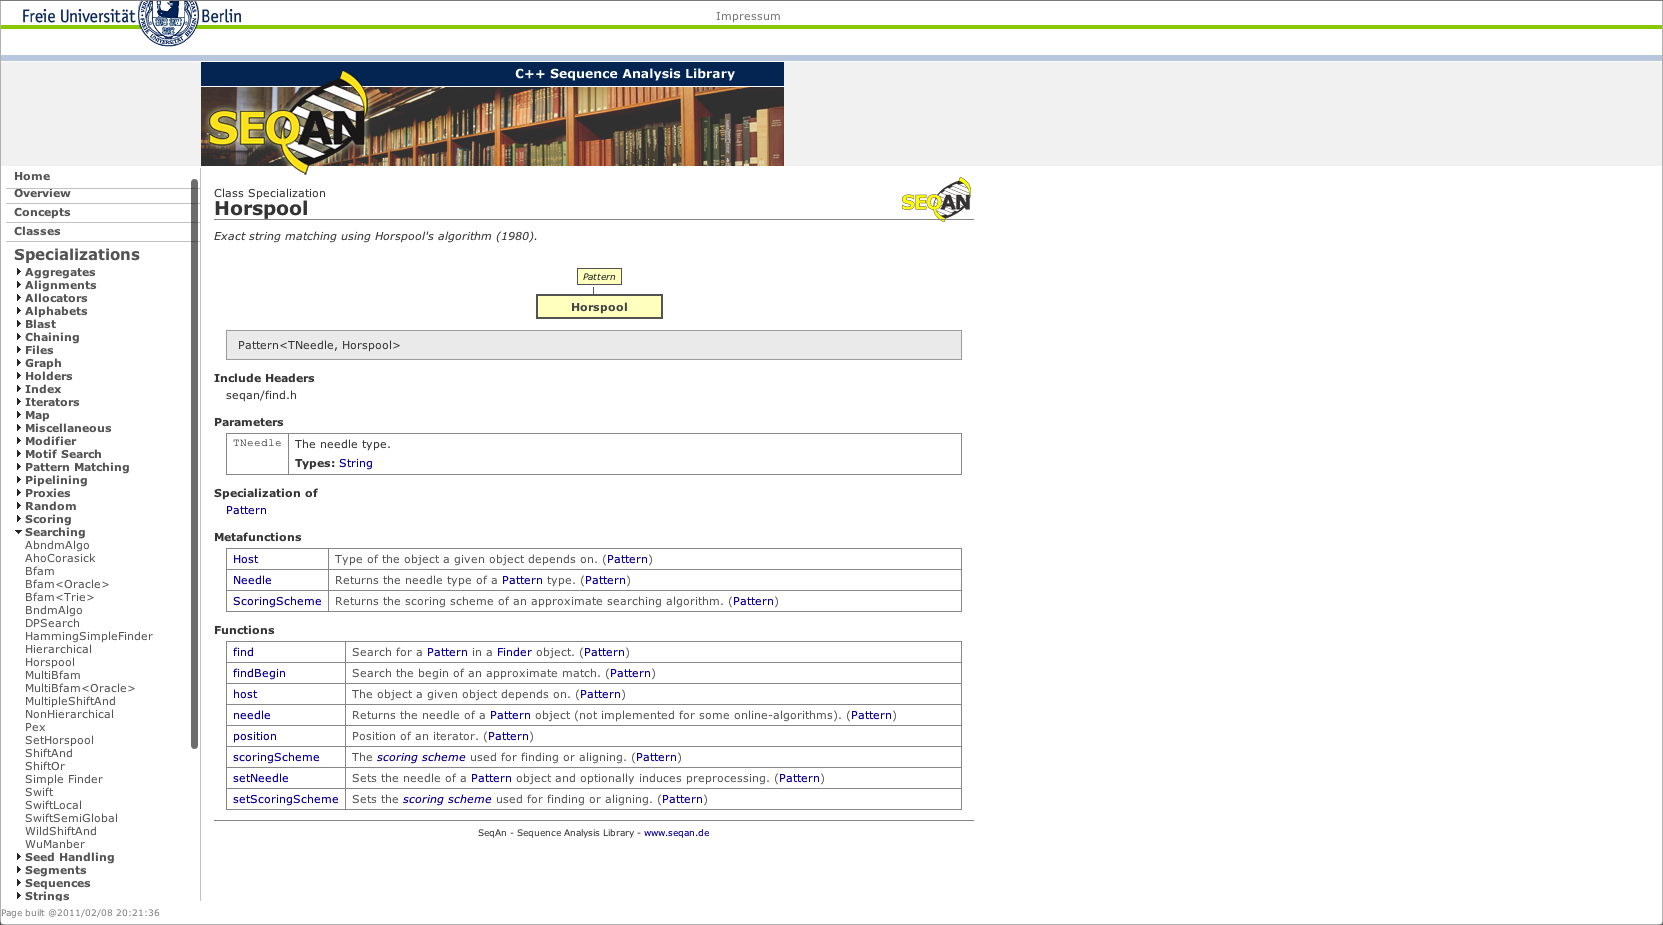 Freie Universität Berlin
Impressum
C++ Sequence Analysis Library
SEQAN
Home
Overview
Concepts
Classes
Specializations
Aggregates
Alignments
Allocators
Alphabets
Blast
Chaining
Files
Graph
Holders
Index
Iterators
Map
Miscellaneous
Modifier
Motif Search
Pattern Matching
Pipelining
Proxies
Random
Scoring
Searching
AbndmAlgo
AhoCorasick
Bfam
Bfam<Oracle>
Bfam<Trie>
BndmAlgo
DPSearch
HammingSimpleFinder
Hierarchical
Horspool
MultiBfam
MultiBfam<Oracle>
MultipleShiftAnd
NonHierarchical
Pex
SetHorspool
ShiftAnd
ShiftOr
Simple Finder
Swift
SwiftLocal
SwiftSemiGlobal
WildShiftAnd
WuManber
Seed Handling
Segments
Sequences
Strings
Class Specialization
Horspool
SEQAN
Exact string matching using Horspool's algorithm (1980).
Pattern
Horspool
Pattern<TNeedle, Horspool>
Include Headers
seqan/find.h
Parameters
TNeedle The needle type.
Types: String
Specialization of
Pattern
Metafunctions
Host Type of the object a given object depends on. (Pattern)
Needle Returns the needle type of a Pattern type. (Pattern)
ScoringScheme Returns the scoring scheme of an approximate searching algorithm. (Pattern)
Functions
find Search for a Pattern in a Finder object. (Pattern)
findBegin Search the begin of an approximate match. (Pattern)
host The object a given object depends on. (Pattern)
needle Returns the needle of a Pattern object (not implemented for some online-algorithms). (Pattern)
position Position of an iterator. (Pattern)
scoringScheme The scoring scheme used for finding or aligning. (Pattern)
setNeedle Sets the needle of a Pattern object and optionally induces preprocessing. (Pattern)
setScoringScheme Sets the scoring scheme used for finding or aligning. (Pattern)
SeqAn - Sequence Analysis Library - www.seqan.de
Page built @2011/02/08 20:21:36